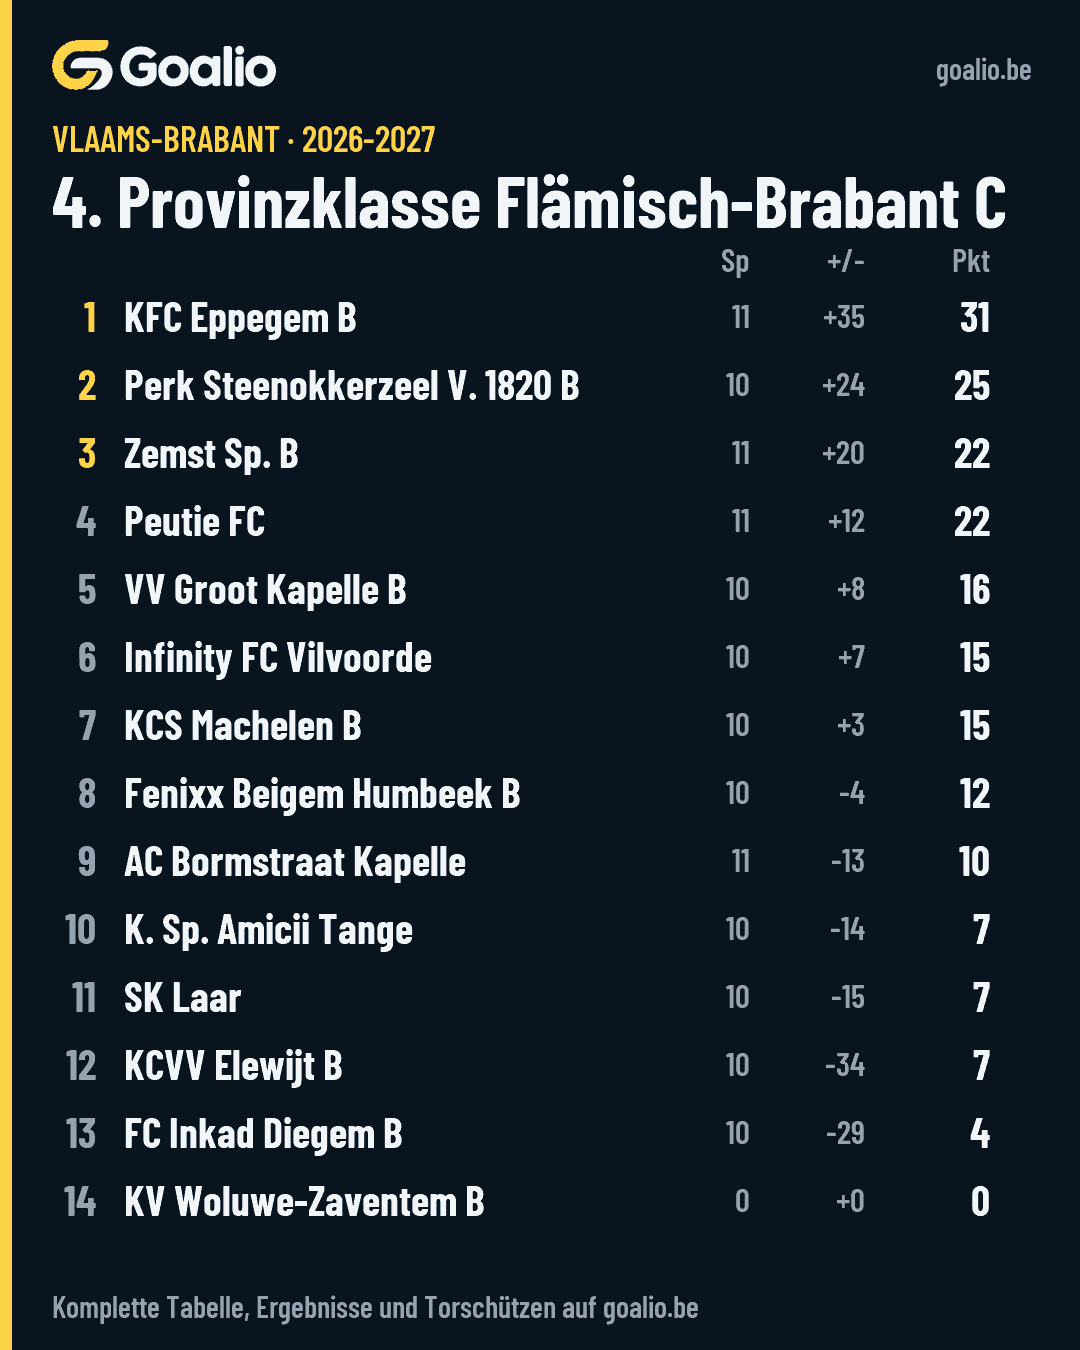 Goalio
goalio.be
VLAAMS-BRABANT · 2026-2027
4. Provinzklasse Flämisch-Brabant C
Sp +/- Pkt
1 KFC Eppegem B 11 +35 31
2 Perk Steenokkerzeel V. 1820 B 10 +24 25
3 Zemst Sp. B 11 +20 22
4 Peutie FC 11 +12 22
5 VV Groot Kapelle B 10 +8 16
6 Infinity FC Vilvoorde 10 +7 15
7 KCS Machelen B 10 +3 15
8 Fenixx Beigem Humbeek B 10 -4 12
9 AC Bormstraat Kapelle 11 -13 10
10 K. Sp. Amicii Tange 10 -14 7
11 SK Laar 10 -15 7
12 KCVV Elewijt B 10 -34 7
13 FC Inkad Diegem B 10 -29 4
14 KV Woluwe-Zaventem B 0 +0 0
Komplette Tabelle, Ergebnisse und Torschützen auf goalio.be